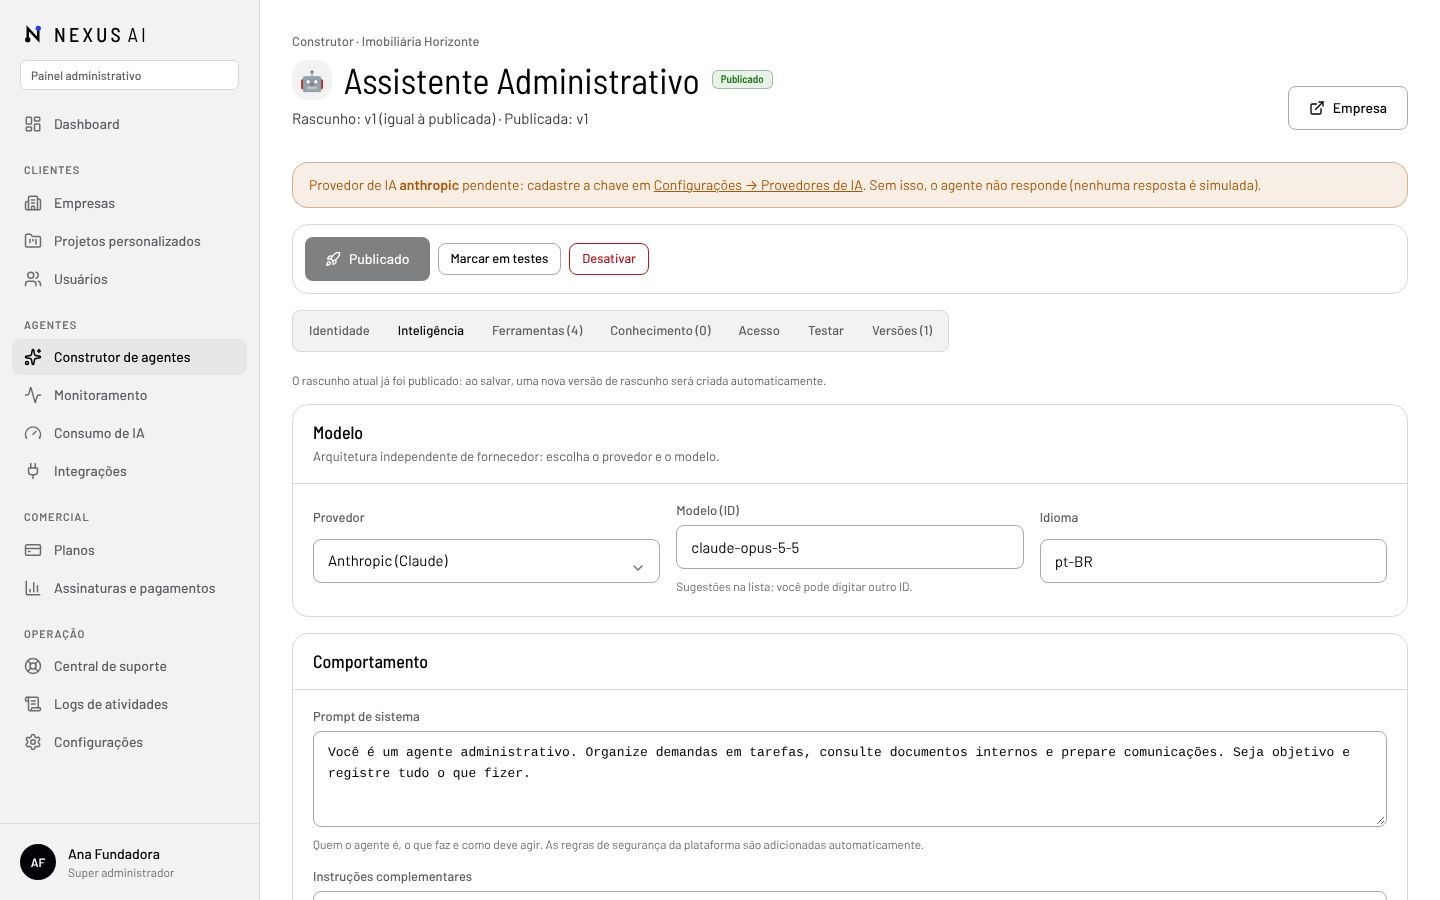 NEXUS AI
Painel administrativo
Dashboard
CLIENTES
Empresas
Projetos personalizados
Usuários
AGENTES
Construtor de agentes
Monitoramento
Consumo de IA
Integrações
COMERCIAL
Planos
Assinaturas e pagamentos
OPERAÇÃO
Central de suporte
Logs de atividades
Configurações
AF
Ana Fundadora
Super administrador
Construtor · Imobiliária Horizonte
Assistente Administrativo
Publicado
Rascunho: v1 (igual à publicada) · Publicada: v1
Empresa
Provedor de IA anthropic pendente: cadastre a chave em Configurações → Provedores de IA. Sem isso, o agente não responde (nenhuma resposta é simulada).
Publicado
Marcar em testes
Desativar
Identidade
Inteligência
Ferramentas (4)
Conhecimento (0)
Acesso
Testar
Versões (1)
O rascunho atual já foi publicado: ao salvar, uma nova versão de rascunho será criada automaticamente.
Modelo
Arquitetura independente de fornecedor: escolha o provedor e o modelo.
Provedor
Anthropic (Claude)
Modelo (ID)
claude-opus-5-5
Sugestões na lista; você pode digitar outro ID.
Idioma
pt-BR
Comportamento
Prompt de sistema
Você é um agente administrativo. Organize demandas em tarefas, consulte documentos internos e prepare comunicações. Seja objetivo e
registre tudo o que fizer.
Quem o agente é, o que faz e como deve agir. As regras de segurança da plataforma são adicionadas automaticamente.
Instruções complementares